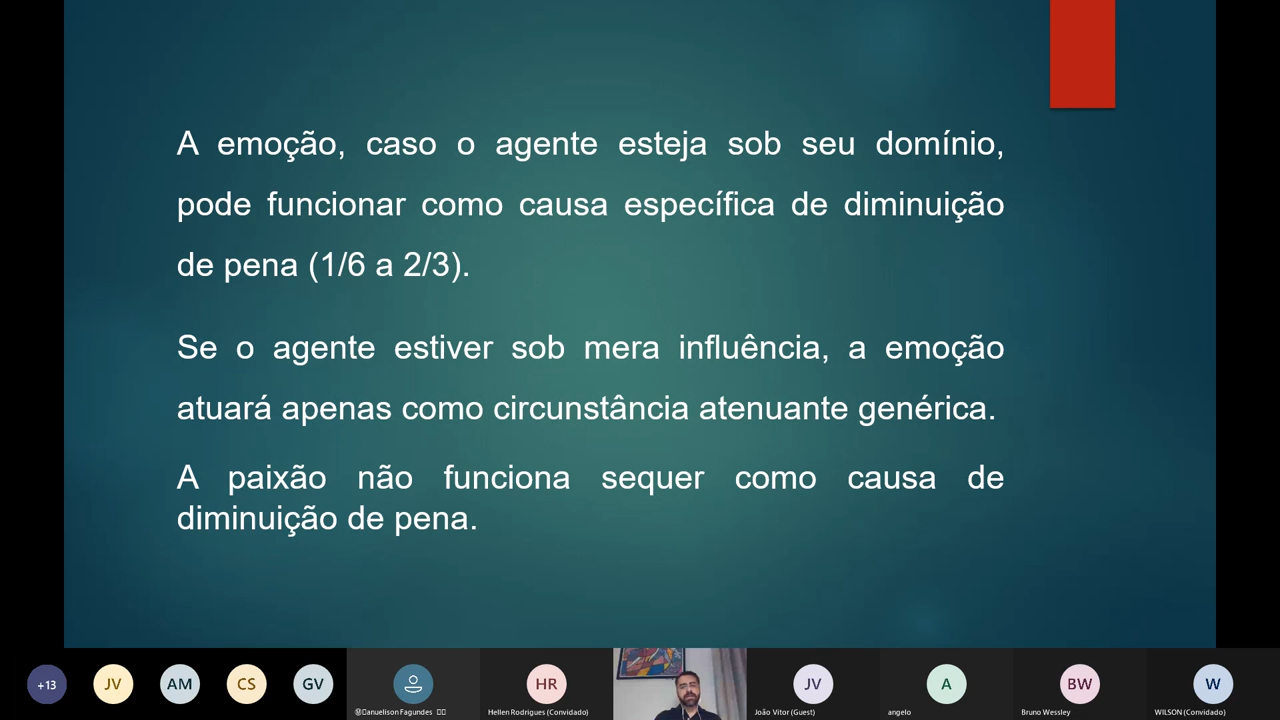 A emoção, caso o agente esteja sob seu domínio,
pode funcionar como causa específica de diminuição
de pena (1/6 a 2/3).
Se o agente estiver sob mera influência, a emoção
atuará apenas como circunstância atenuante genérica.
A paixão não funciona sequer como causa de
diminuição de pena.
+13
JV
AM
CS
GV
anuelison Fagundes
HR
Hellen Rodrigues (Convidado)
JV
João Vitor (Guest)
A
angelo
BW
Bruno Wessley
W
WILSON (Convidado)